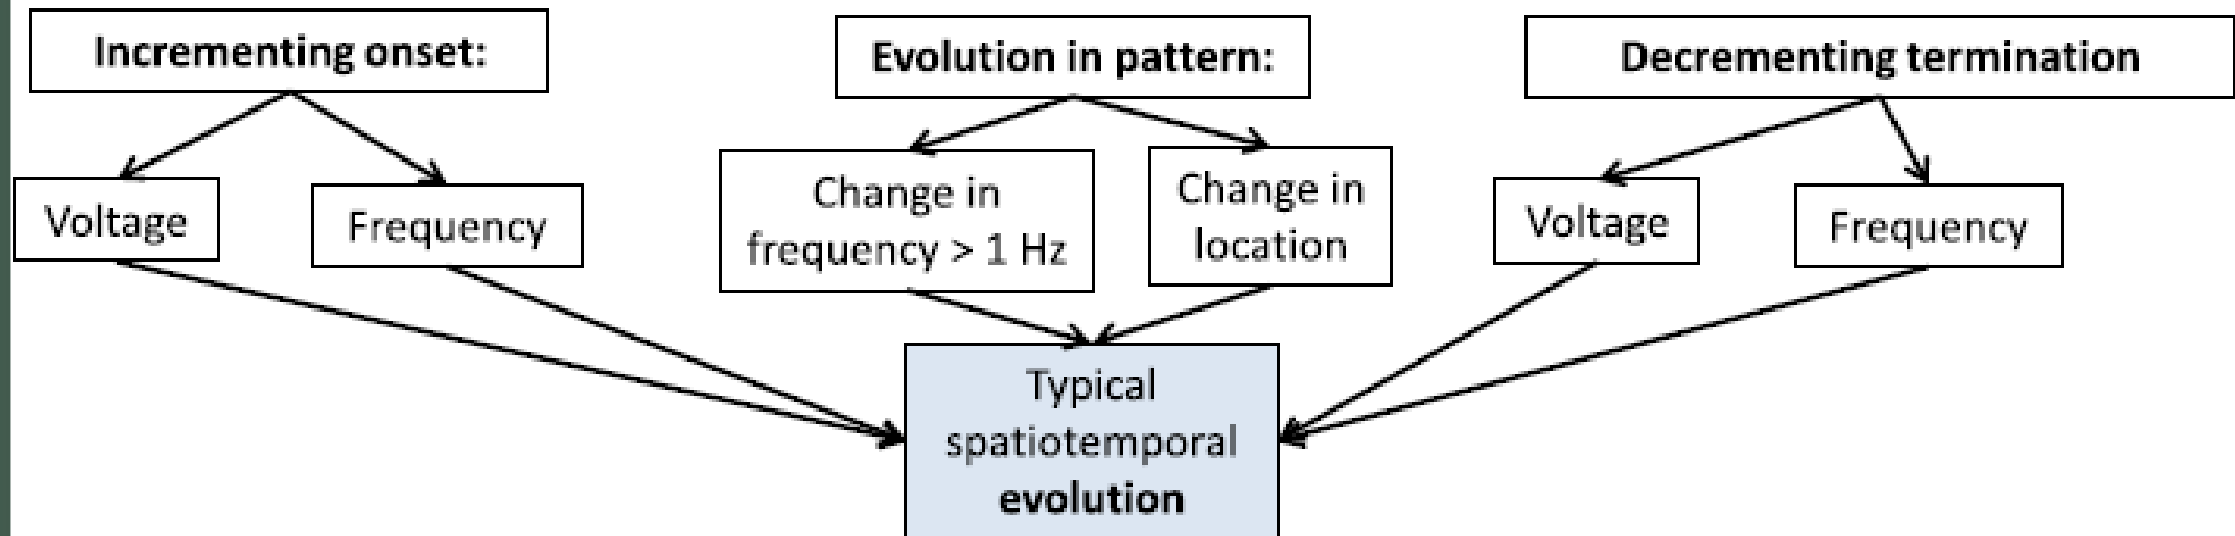 Incrementing onset:
Evolution in pattern:
Decrementing termination
Voltage
Frequency
Change in
frequency > 1 Hz
Change in
location
Voltage
Frequency
Typical
spatiotemporal
evolution